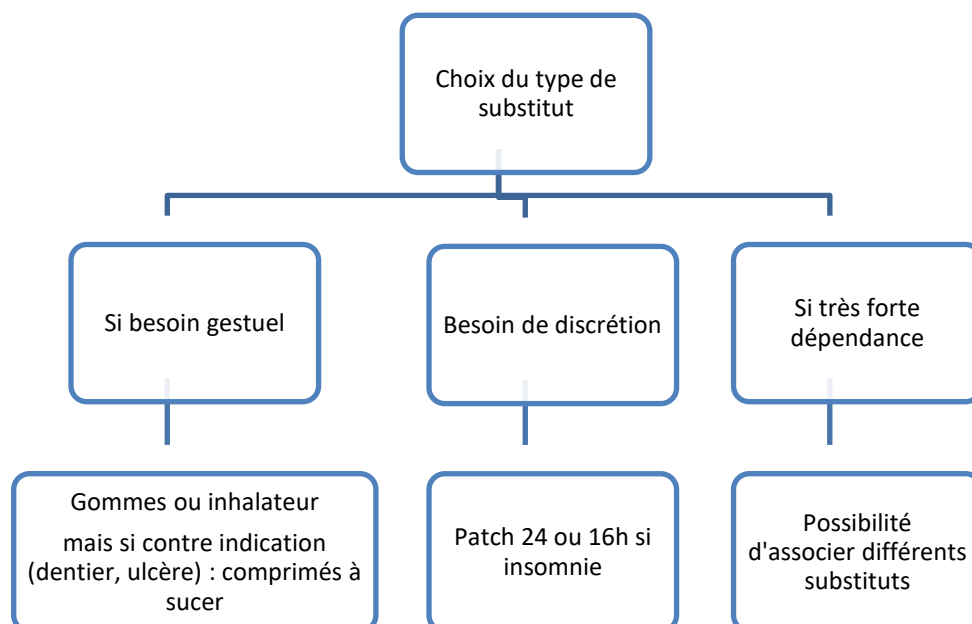 Choix du type de
substitut
Si besoin gestuel
Besoin de discrétion
Si très forte
dépendance
Gommes ou inhalateur
mais si contre indication
(dentier, ulcère) : comprimés à
sucer
Patch 24 ou 16h si
insomnie
Possibilité
d'associer différents
substituts